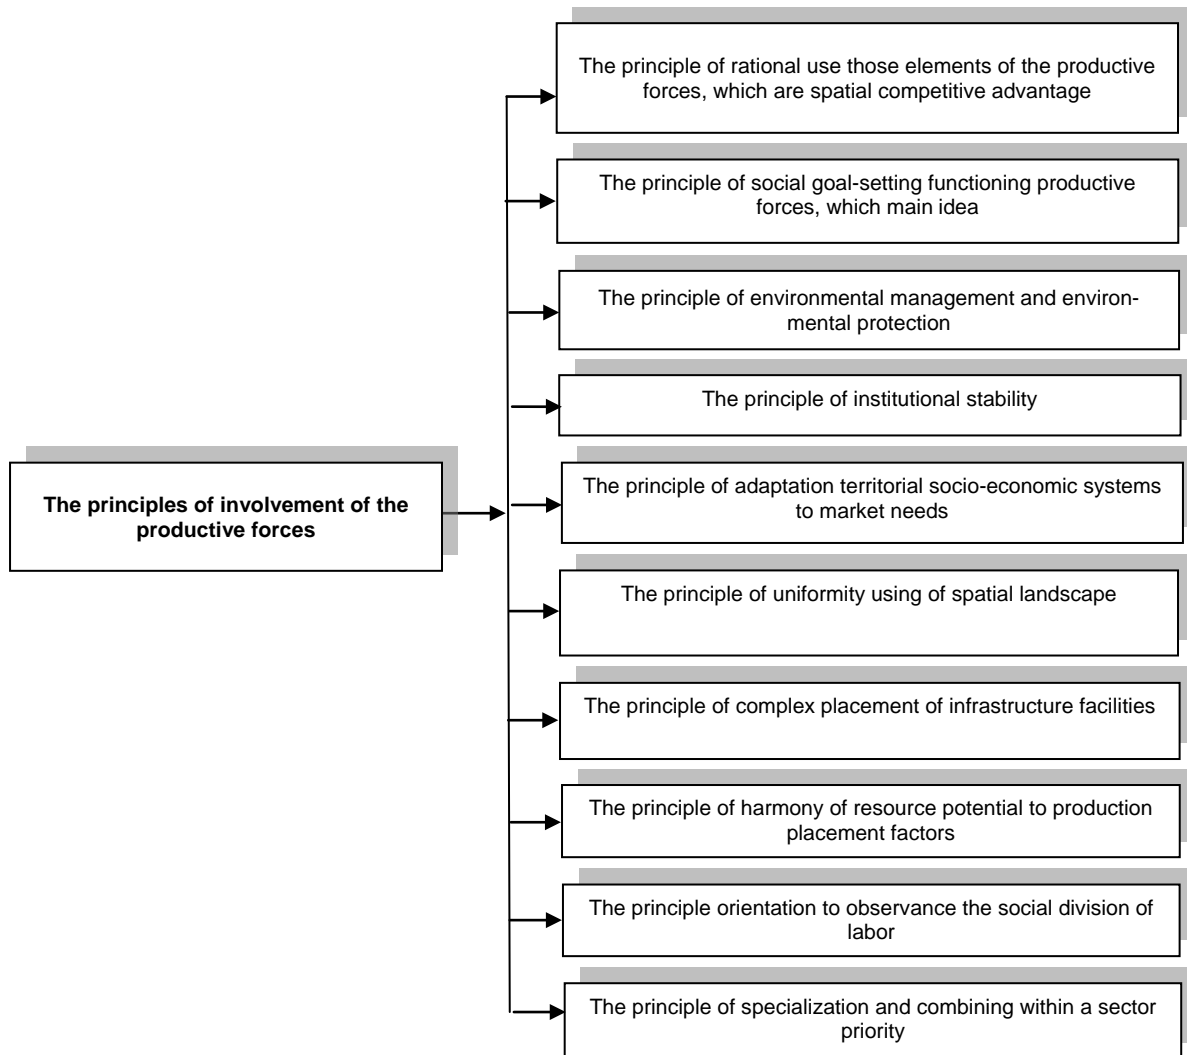 The principle of rational use those elements of the productive
forces, which are spatial competitive advantage
The principle of social goal-setting functioning productive
forces, which main idea
The principle of environmental management and environ-
mental protection
The principle of institutional stability
The principles of involvement of the
productive forces
The principle of adaptation territorial socio-economic systems
to market needs
The principle of uniformity using of spatial landscape
The principle of complex placement of infrastructure facilities
The principle of harmony of resource potential to production
placement factors
The principle orientation to observance the social division of
labor
The principle of specialization and combining within a sector
priority